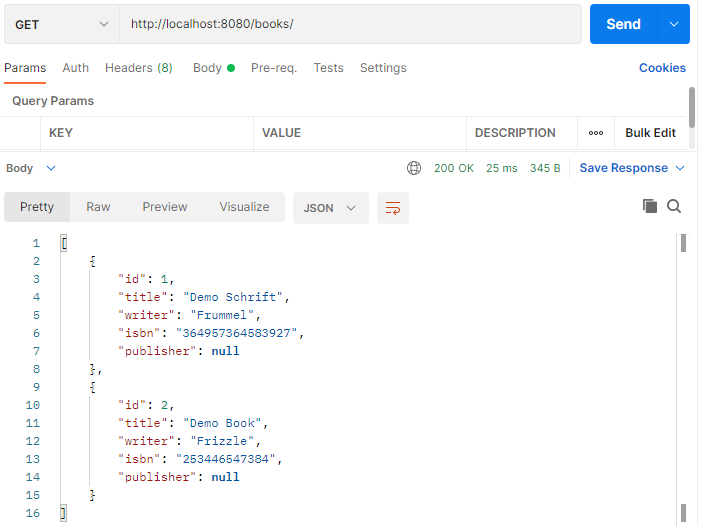 GET http://localhost:8080/books/ Send
Params Auth Headers (8) Body Pre-req. Tests Settings Cookies
Query Params
KEY VALUE DESCRIPTION ooo Bulk Edit
Body 200 OK 25 ms 345 B Save Response
Pretty Raw Preview Visualize JSON
1 [
2 {
3 "id": 1,
4 "title": "Demo Schrift",
5 "writer": "Frummel",
6 "isbn": "364957364583927",
7 "publisher": null
8 },
9 {
10 "id": 2,
11 "title": "Demo Book",
12 "writer": "Frizzle",
13 "isbn": "253446547384",
14 "publisher": null
15 }
16 ]